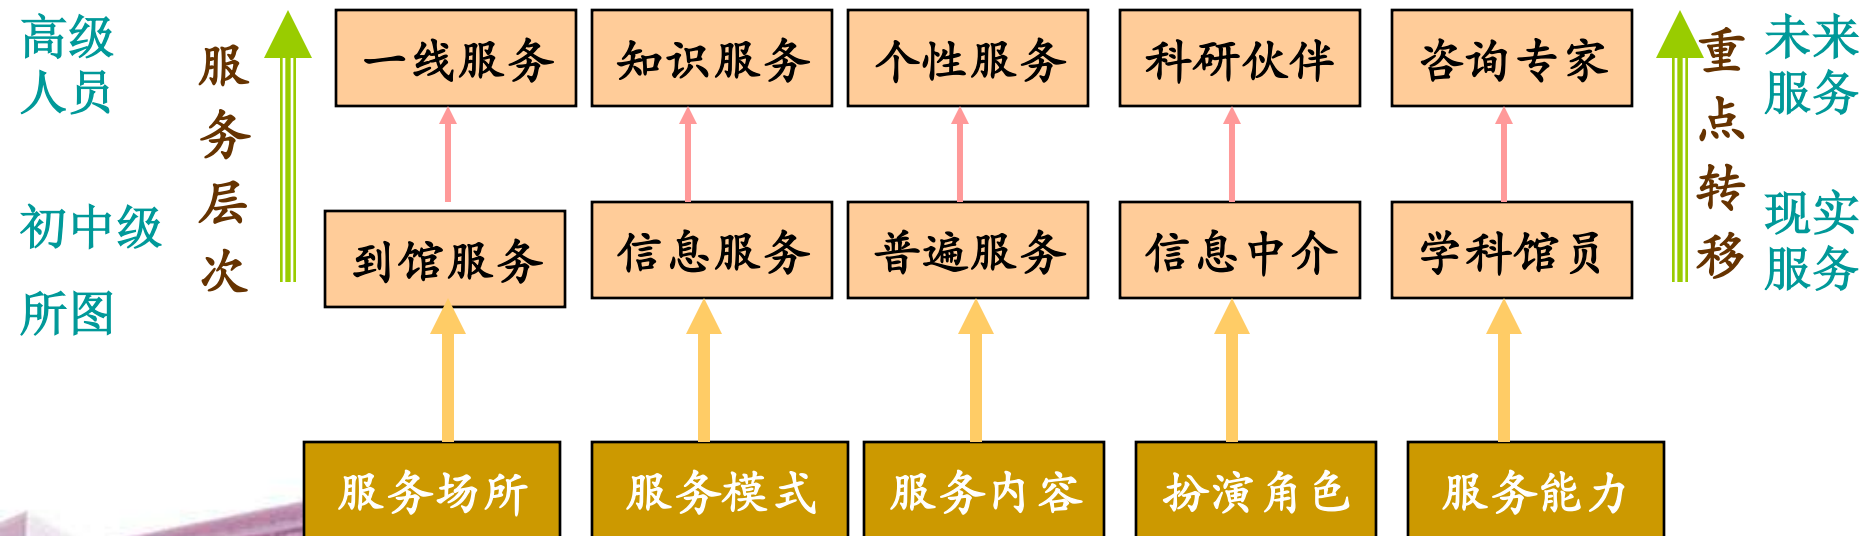 高级
人员
初中级
所图
服务层次
一线服务
知识服务
个性服务
科研伙伴
咨询专家
到馆服务
信息服务
普遍服务
信息中介
学科馆员
服务场所
服务模式
服务内容
扮演角色
服务能力
重点转移
未来
服务
现实
服务